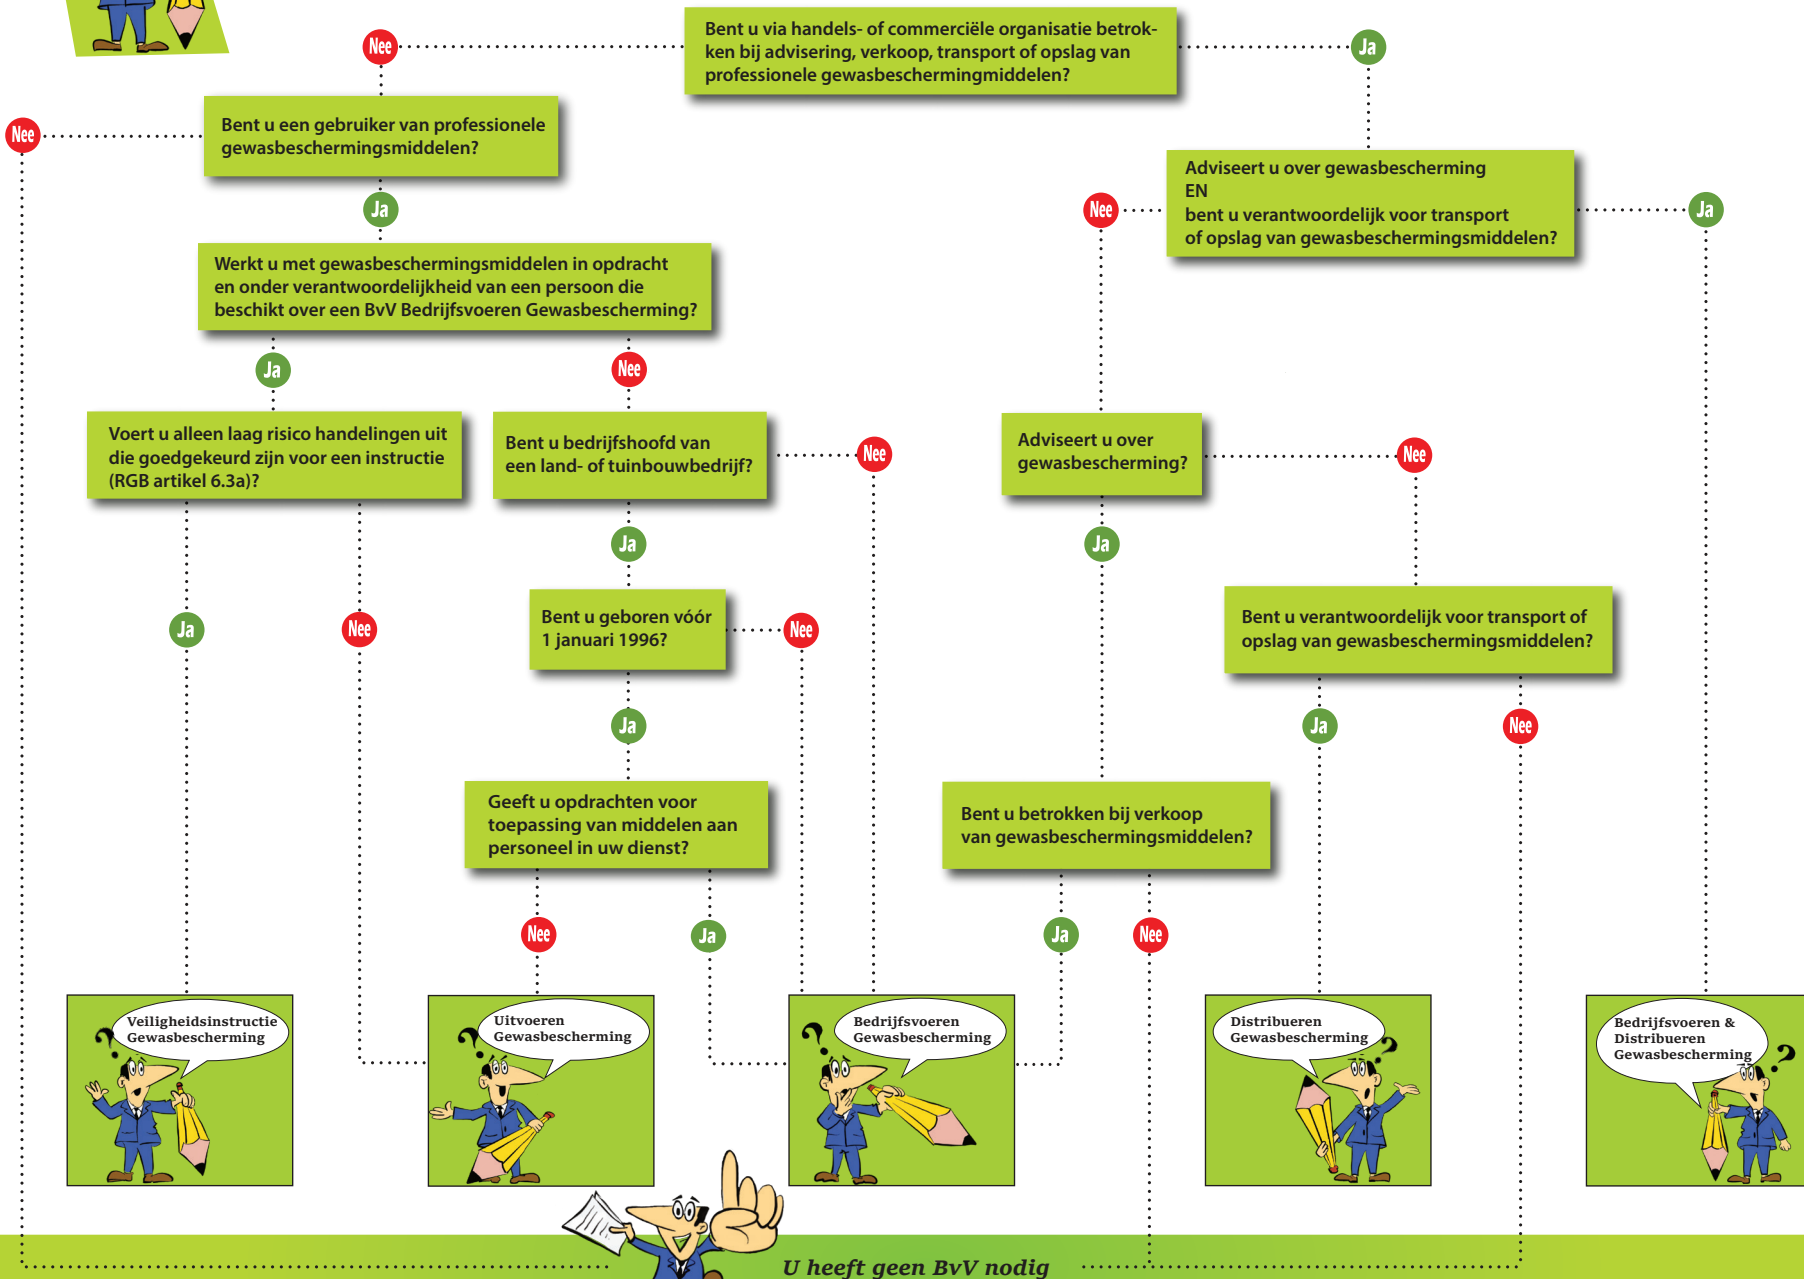 Bent u via handels- of commerciële organisatie betrok-
ken bij advisering, verkoop, transport of opslag van
professionele gewasbeschermingmiddelen?
Nee
Ja
Bent u een gebruiker van professionele
gewasbeschermingsmiddelen?
Nee
Ja
Adviseert u over gewasbescherming
EN
bent u verantwoordelijk voor transport
of opslag van gewasbeschermingsmiddelen?
Nee
Ja
Werkt u met gewasbeschermingsmiddelen in opdracht
en onder verantwoordelijkheid van een persoon die
beschikt over een BvV Bedrijfsvoeren Gewasbescherming?
Ja
Nee
Voert u alleen laag risico handelingen uit
die goedgekeurd zijn voor een instructie
(RGB artikel 6.3a)?
Ja
Nee
Bent u bedrijfshoofd van
een land- of tuinbouwbedrijf?
Nee
Ja
Adviseert u over
gewasbescherming?
Nee
Ja
Bent u geboren vóór
1 januari 1996?
Nee
Ja
Bent u verantwoordelijk voor transport of
opslag van gewasbeschermingsmiddelen?
Ja
Nee
Geeft u opdrachten voor
toepassing van middelen aan
personeel in uw dienst?
Nee
Ja
Bent u betrokken bij verkoop
van gewasbeschermingsmiddelen?
Ja
Nee
?
Veiligheidsinstructie
Gewasbescherming
?
Uitvoeren
Gewasbescherming
?
Bedrijfsvoeren
Gewasbescherming
Distribueren
Gewasbescherming
?
Bedrijfsvoeren &
Distribueren
Gewasbescherming
?
U heeft geen BvV nodig